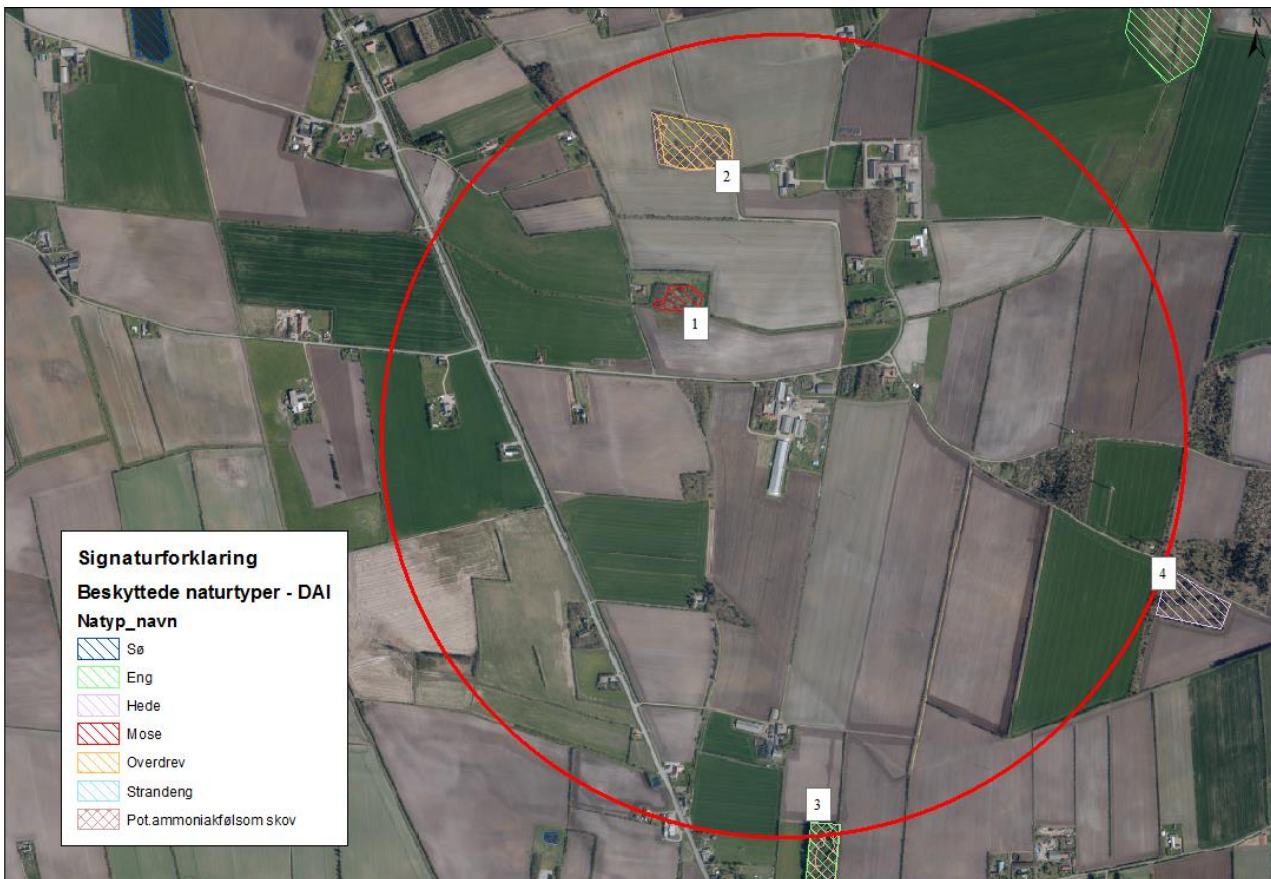 N
2
1
4
3
Signaturforklaring
Beskyttede naturtyper - DAI
Natyp_navn
Sø
Eng
Hede
Mose
Overdrev
Strandeng
Pot.ammoniakfølsom skov